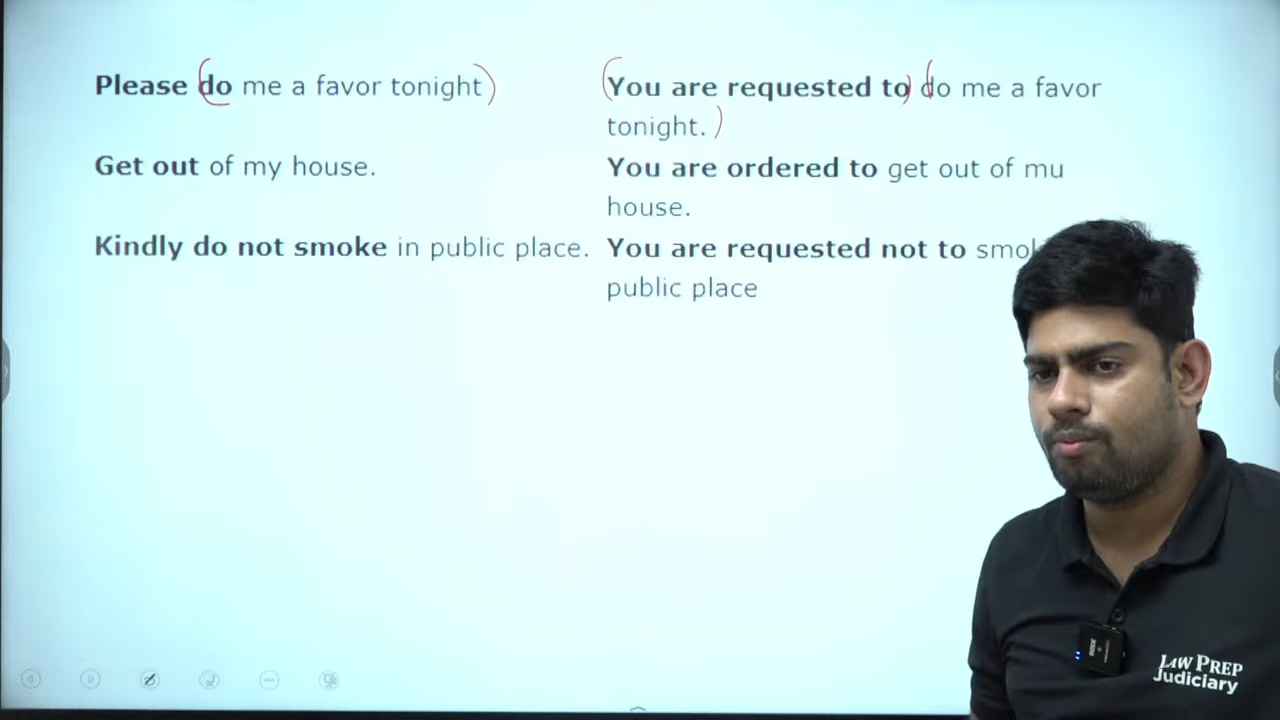 Please do me a favor tonight
You are requested to do me a favor
tonight.
Get out of my house.
You are ordered to get out of mu
house.
Kindly do not smoke in public place.
You are requested not to
public place
LAW PREP
Judiciary